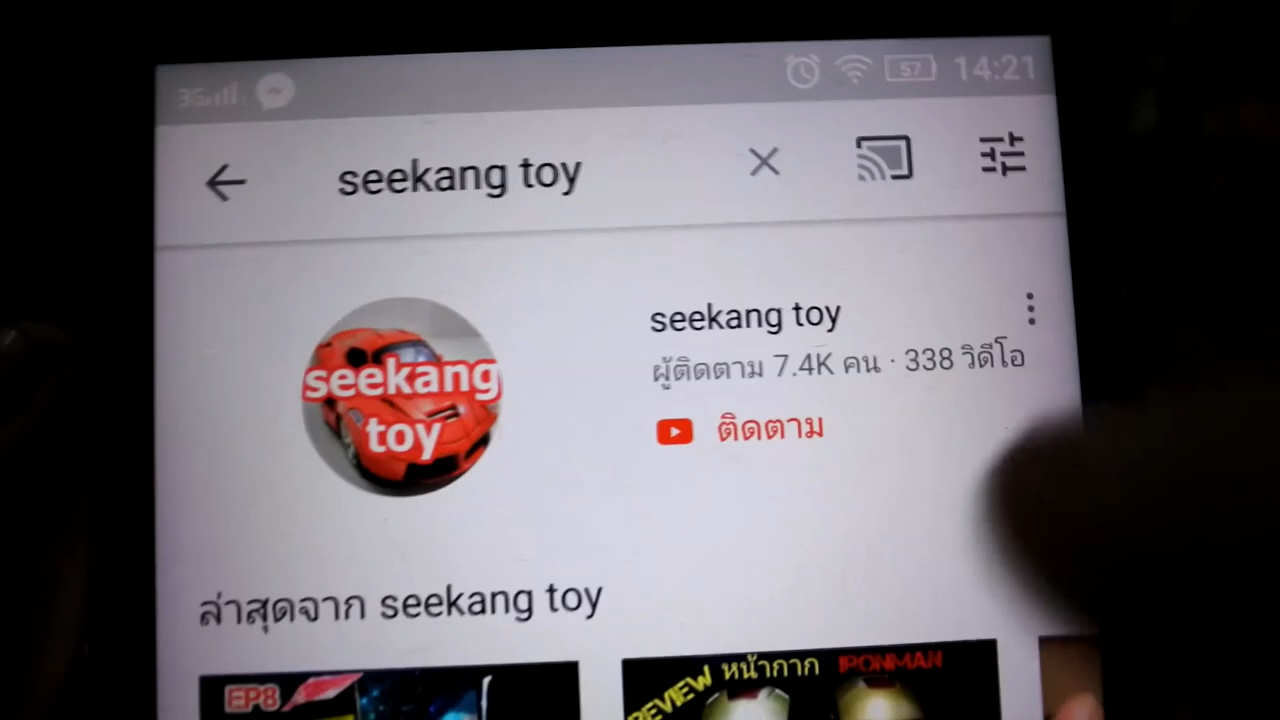 3G 57 14:21
seekang toy
seekang toy
ผู้ติดตาม 7.4K คน · 338 วิดีโอ
ติดตาม
seekang
toy
ล่าสุดจาก seekang toy
EP8
REVIEW หน้ากาก IRONMAN